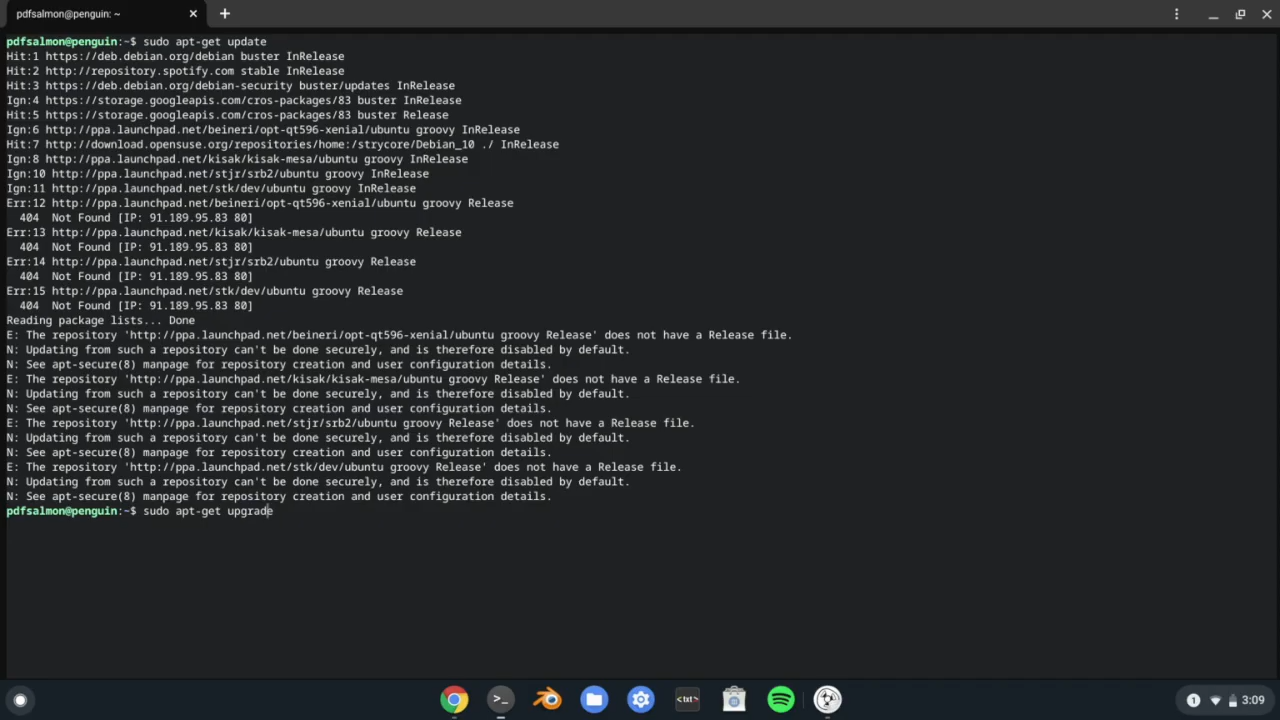 pdfsalmon@penguin: ~
pdfsalmon@penguin:~$ sudo apt-get update
Hit:1 https://deb.debian.org/debian buster InRelease
Hit:2 http://repository.spotify.com stable InRelease
Hit:3 https://deb.debian.org/debian-security buster/updates InRelease
Ign:4 https://storage.googleapis.com/cros-packages/83 buster InRelease
Hit:5 https://storage.googleapis.com/cros-packages/83 buster Release
Ign:6 http://ppa.launchpad.net/beineri/opt-qt596-xenial/ubuntu groovy InRelease
Hit:7 http://download.opensuse.org/repositories/home:/strycore/Debian_10 ./ InRelease
Ign:8 http://ppa.launchpad.net/kisak/kisak-mesa/ubuntu groovy InRelease
Ign:10 http://ppa.launchpad.net/stjr/srb2/ubuntu groovy InRelease
Ign:11 http://ppa.launchpad.net/stk/dev/ubuntu groovy InRelease
Err:12 http://ppa.launchpad.net/beineri/opt-qt596-xenial/ubuntu groovy Release
404  Not Found [IP: 91.189.95.83 80]
Err:13 http://ppa.launchpad.net/kisak/kisak-mesa/ubuntu groovy Release
404  Not Found [IP: 91.189.95.83 80]
Err:14 http://ppa.launchpad.net/stjr/srb2/ubuntu groovy Release
404  Not Found [IP: 91.189.95.83 80]
Err:15 http://ppa.launchpad.net/stk/dev/ubuntu groovy Release
404  Not Found [IP: 91.189.95.83 80]
Reading package lists... Done
E: The repository 'http://ppa.launchpad.net/beineri/opt-qt596-xenial/ubuntu groovy Release' does not have a Release file.
N: Updating from such a repository can't be done securely, and is therefore disabled by default.
N: See apt-secure(8) manpage for repository creation and user configuration details.
E: The repository 'http://ppa.launchpad.net/kisak/kisak-mesa/ubuntu groovy Release' does not have a Release file.
N: Updating from such a repository can't be done securely, and is therefore disabled by default.
N: See apt-secure(8) manpage for repository creation and user configuration details.
E: The repository 'http://ppa.launchpad.net/stjr/srb2/ubuntu groovy Release' does not have a Release file.
N: Updating from such a repository can't be done securely, and is therefore disabled by default.
N: See apt-secure(8) manpage for repository creation and user configuration details.
E: The repository 'http://ppa.launchpad.net/stk/dev/ubuntu groovy Release' does not have a Release file.
N: Updating from such a repository can't be done securely, and is therefore disabled by default.
N: See apt-secure(8) manpage for repository creation and user configuration details.
pdfsalmon@penguin:~$ sudo apt-get upgrade
>_ <txt> 1 3:09